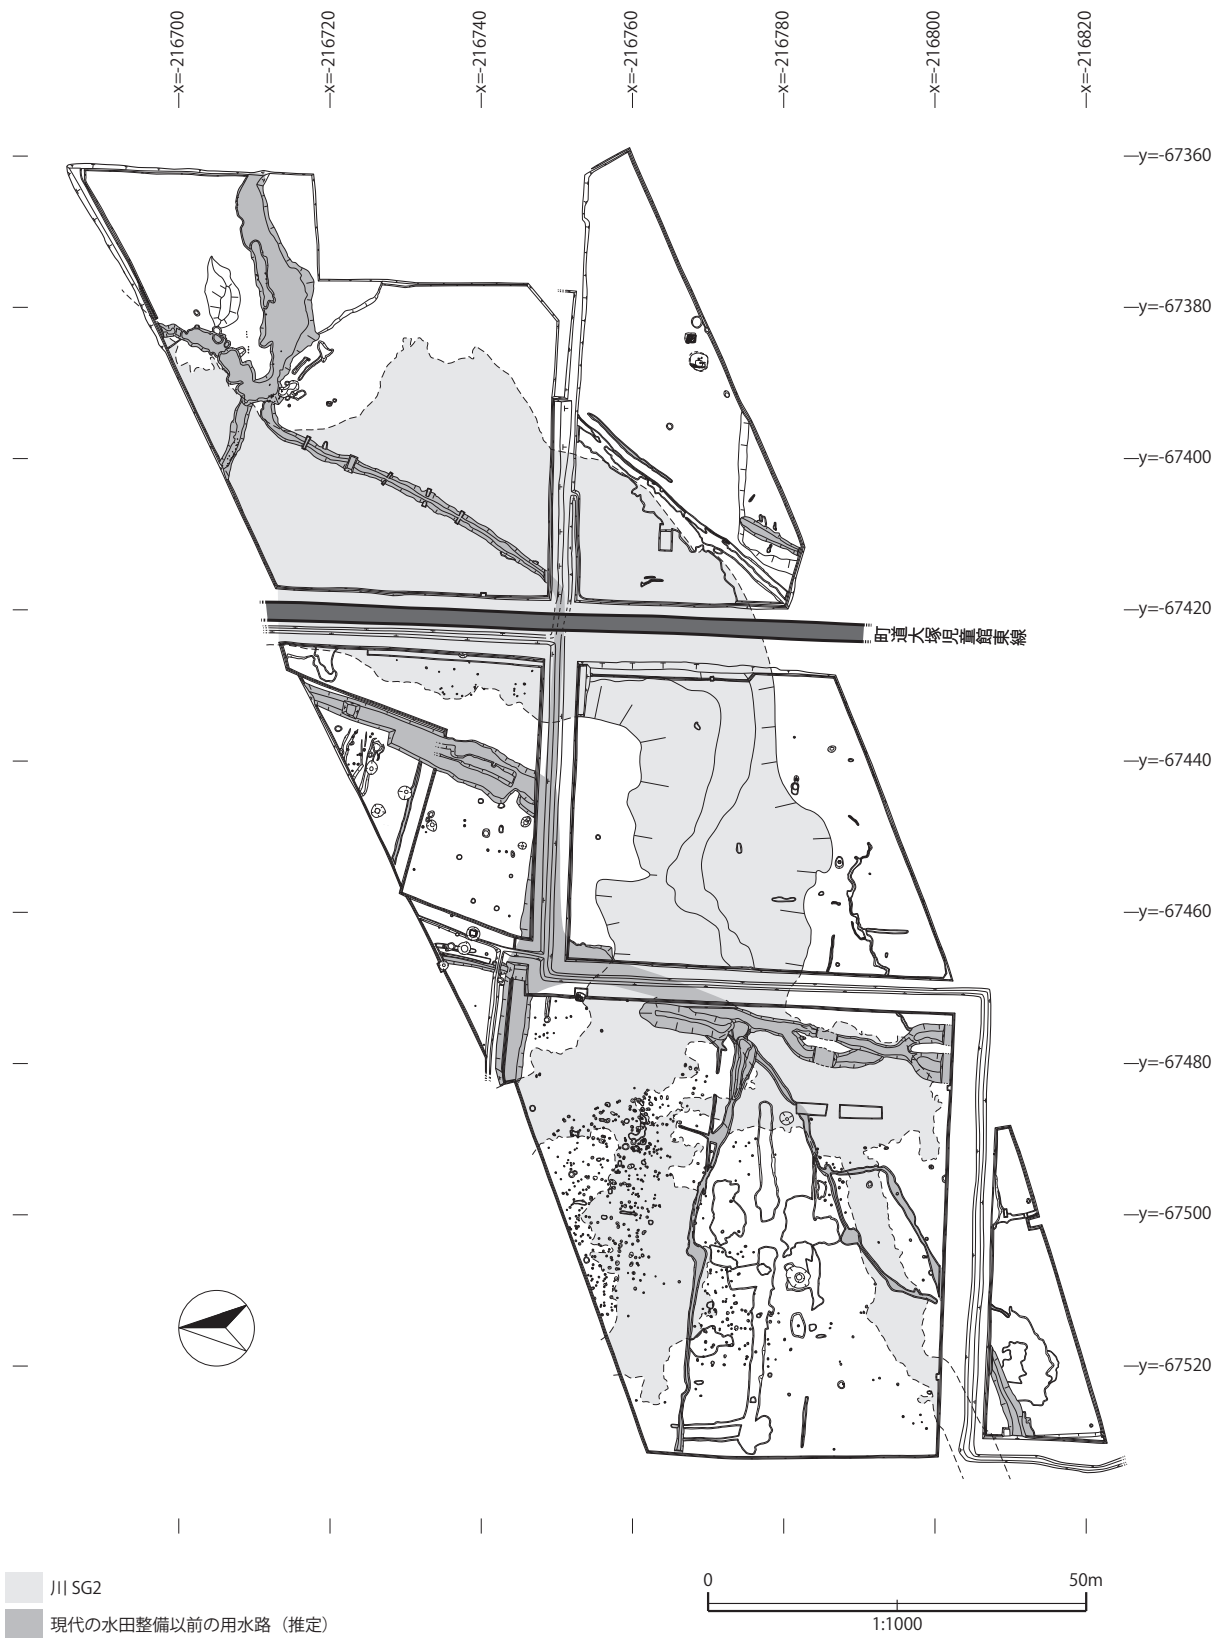 x=-216700
x=-216720
x=-216740
x=-216760
x=-216780
x=-216800
x=-216820
y=-67360
y=-67380
y=-67400
y=-67420
町道大塚児童館東線
y=-67440
y=-67460
y=-67480
y=-67500
y=-67520
川 SG2
現代の水田整備以前の用水路（推定）
0 50m
1:1000